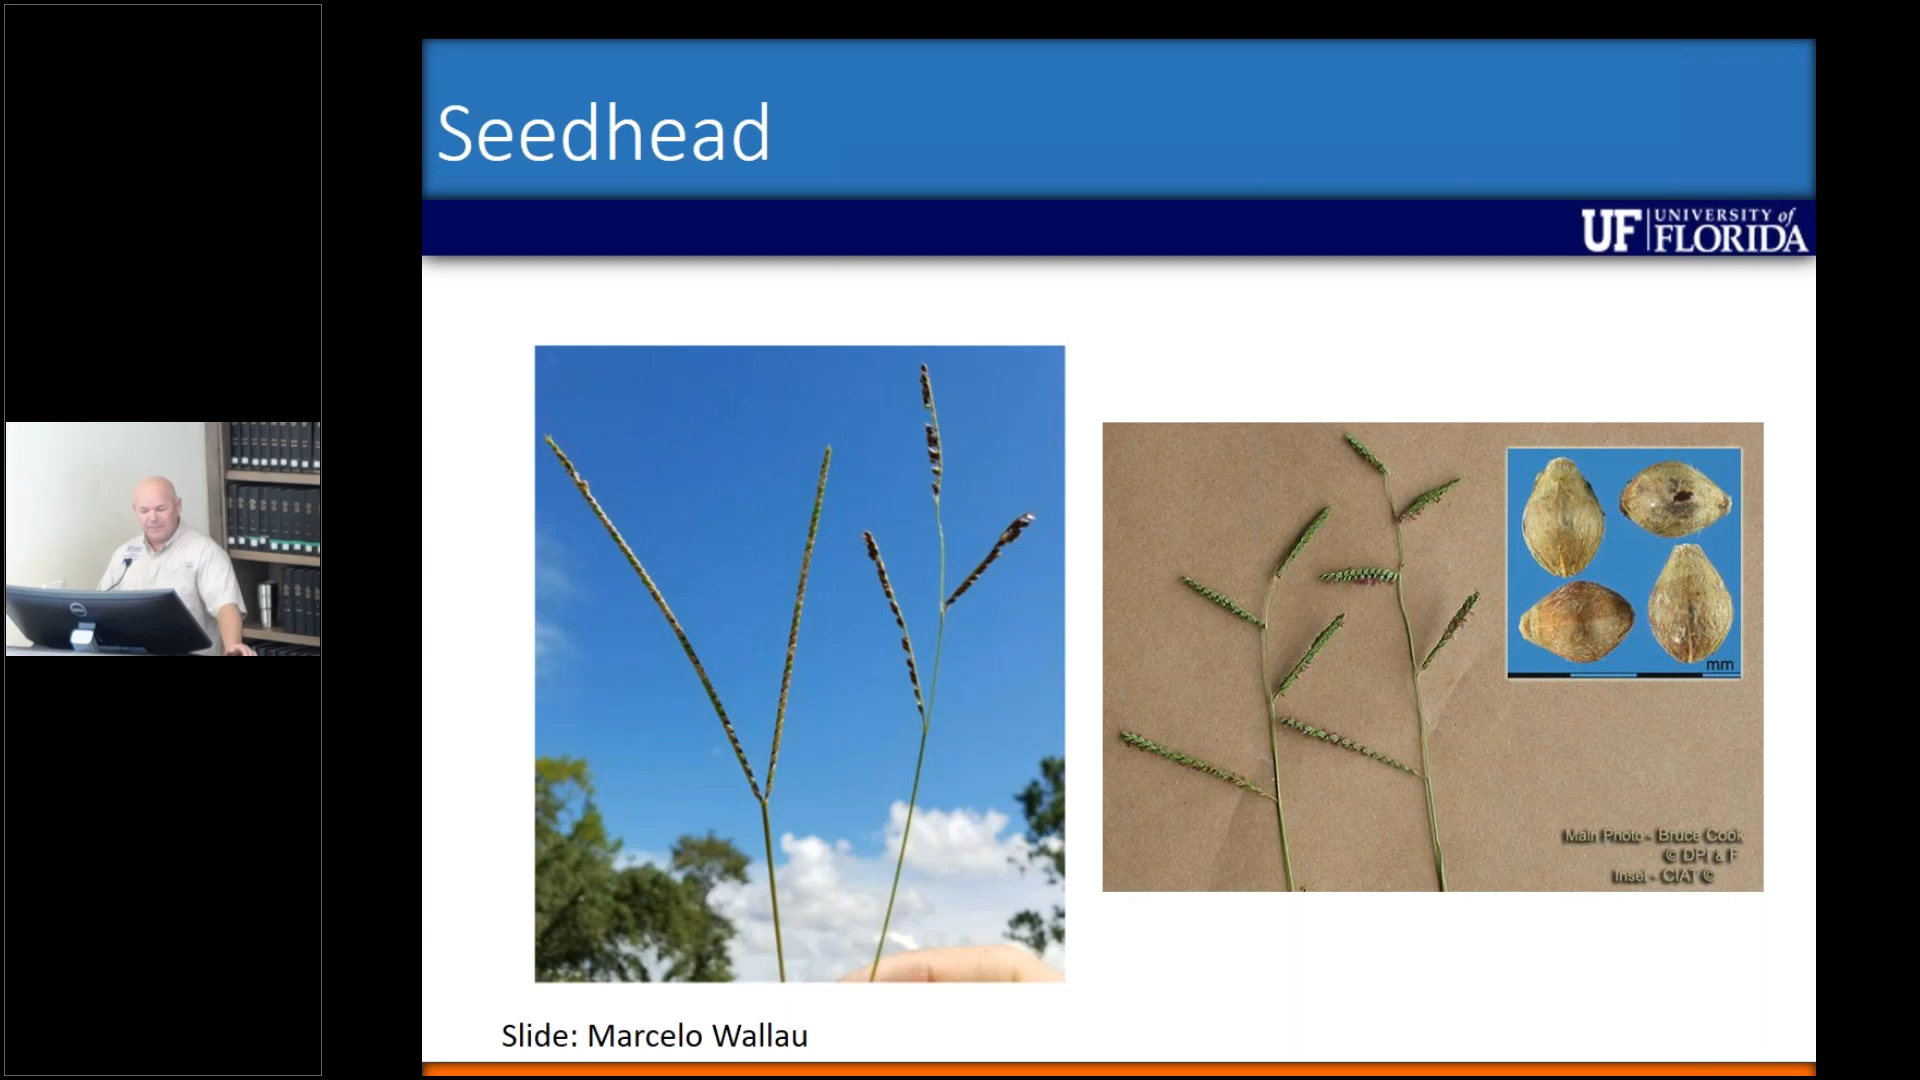 Seedhead
UF UNIVERSITY of
FLORIDA
mm
Main Photo - Bruce Cook
© DPI & F
Inset - CIAT ©
Slide: Marcelo Wallau